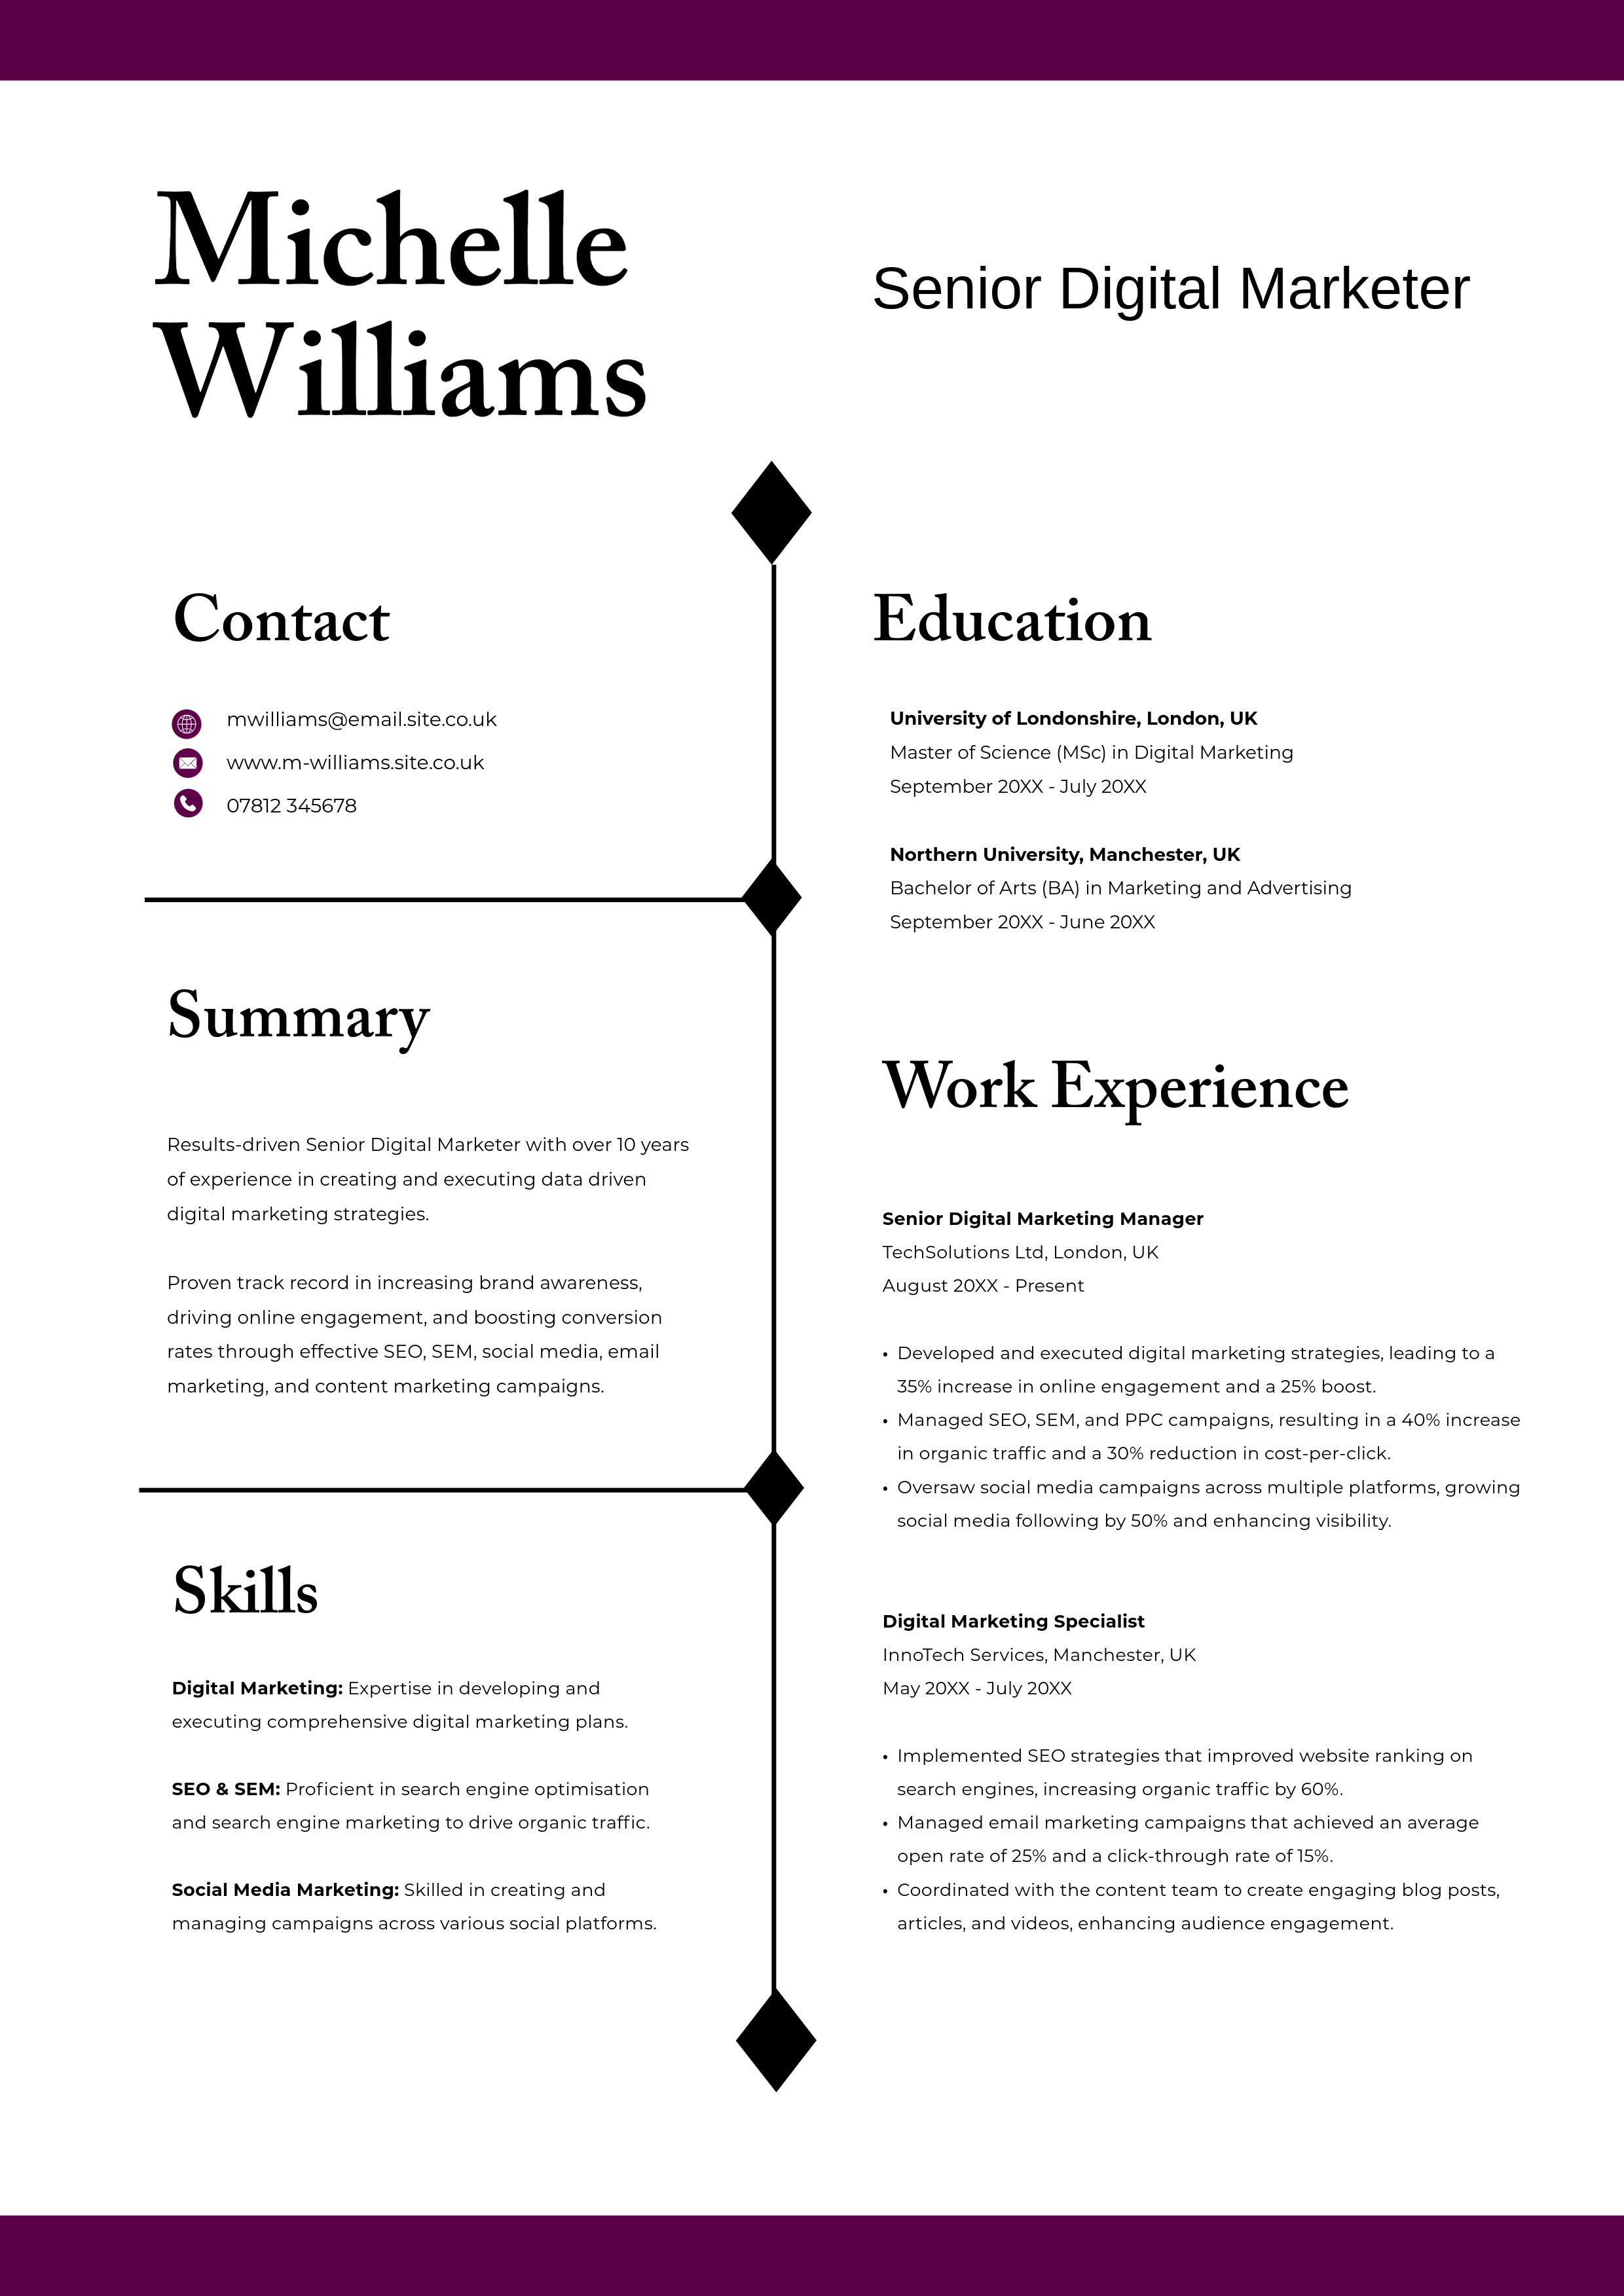 Michelle
Williams
Senior Digital Marketer
Contact
mwilliams@email.site.co.uk
www.m-williams.site.co.uk
07812 345678
Summary
Results-driven Senior Digital Marketer with over 10 years
of experience in creating and executing data driven
digital marketing strategies.
Proven track record in increasing brand awareness,
driving online engagement, and boosting conversion
rates through effective SEO, SEM, social media, email
marketing, and content marketing campaigns.
Skills
Digital Marketing: Expertise in developing and
executing comprehensive digital marketing plans.
SEO & SEM: Proficient in search engine optimisation
and search engine marketing to drive organic traffic.
Social Media Marketing: Skilled in creating and
managing campaigns across various social platforms.
Education
University of Londonshire, London, UK
Master of Science (MSc) in Digital Marketing
September 20XX - July 20XX
Northern University, Manchester, UK
Bachelor of Arts (BA) in Marketing and Advertising
September 20XX - June 20XX
Work Experience
Senior Digital Marketing Manager
TechSolutions Ltd, London, UK
August 20XX - Present
• Developed and executed digital marketing strategies, leading to a
35% increase in online engagement and a 25% boost.
• Managed SEO, SEM, and PPC campaigns, resulting in a 40% increase
in organic traffic and a 30% reduction in cost-per-click.
• Oversaw social media campaigns across multiple platforms, growing
social media following by 50% and enhancing visibility.
Digital Marketing Specialist
InnoTech Services, Manchester, UK
May 20XX - July 20XX
• Implemented SEO strategies that improved website ranking on
search engines, increasing organic traffic by 60%.
• Managed email marketing campaigns that achieved an average
open rate of 25% and a click-through rate of 15%.
• Coordinated with the content team to create engaging blog posts,
articles, and videos, enhancing audience engagement.